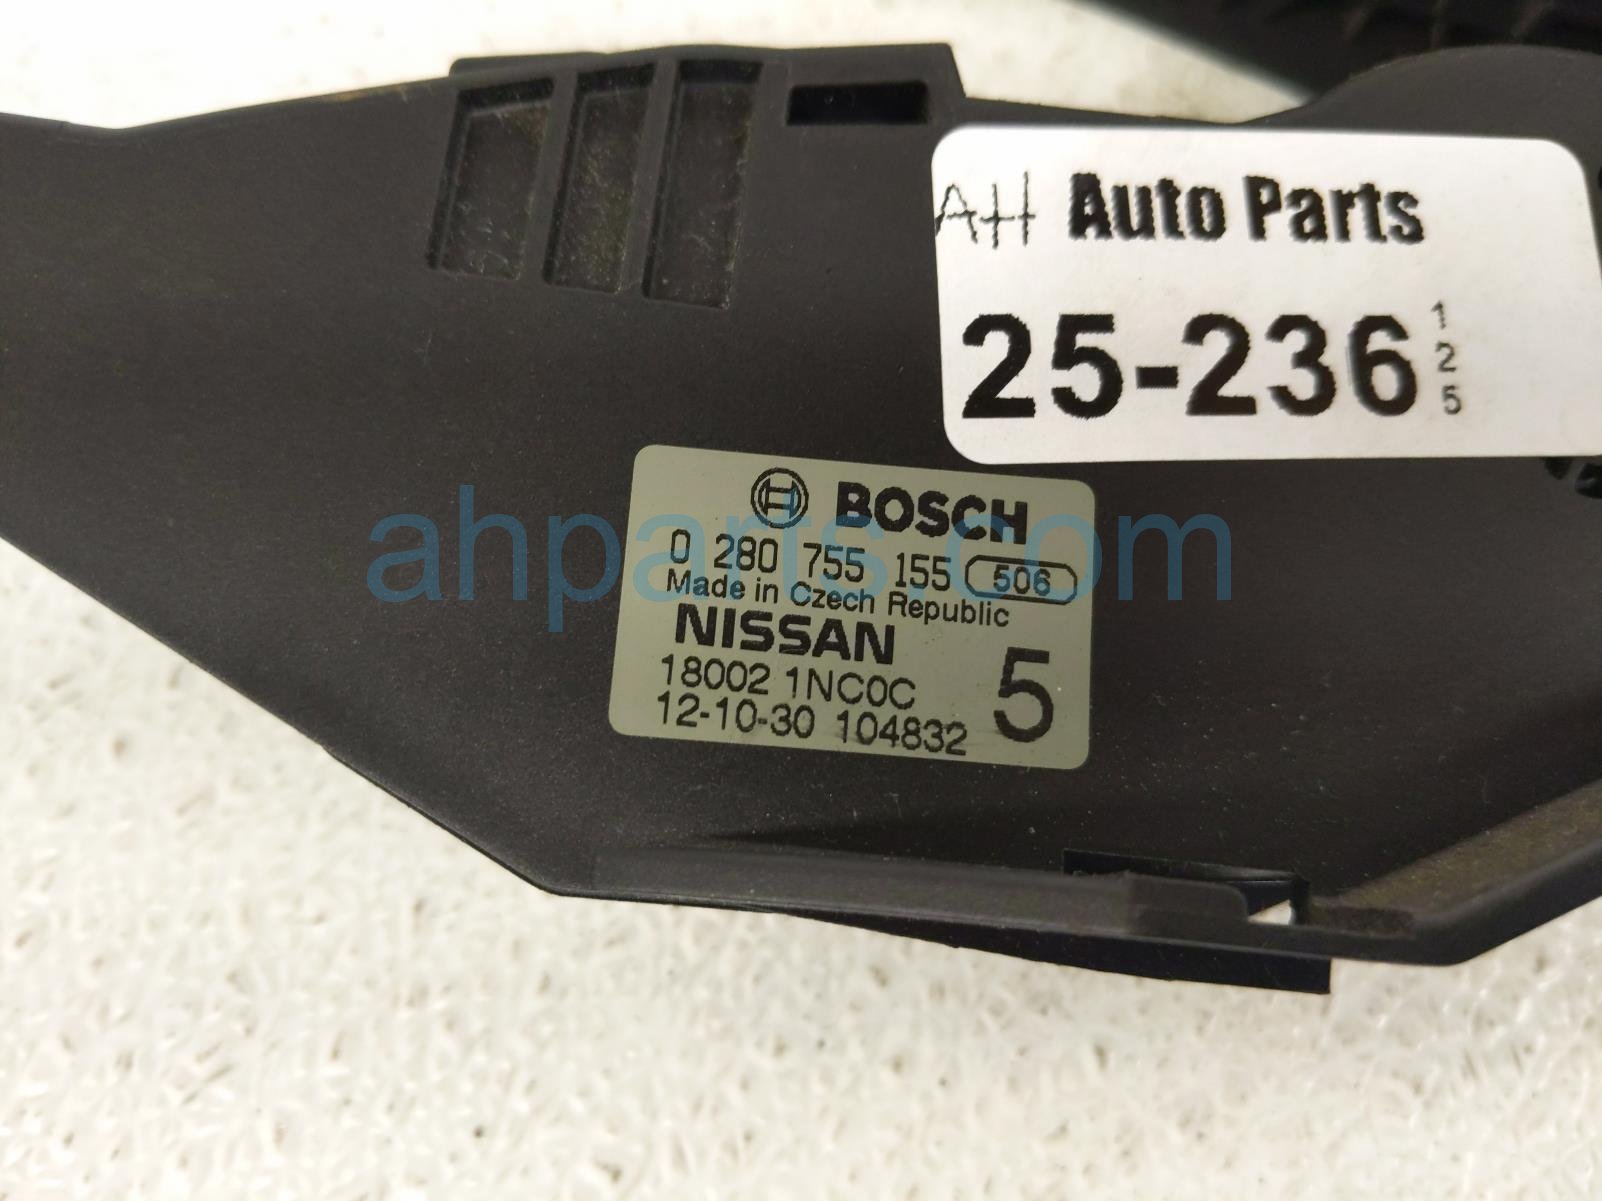 AH Auto Parts
25-236
1
2
5
BOSCH
0 280 755 155 506
Made in Czech Republic
NISSAN
18002 1NC0C 5
12-10-30 104832
ahparts.com